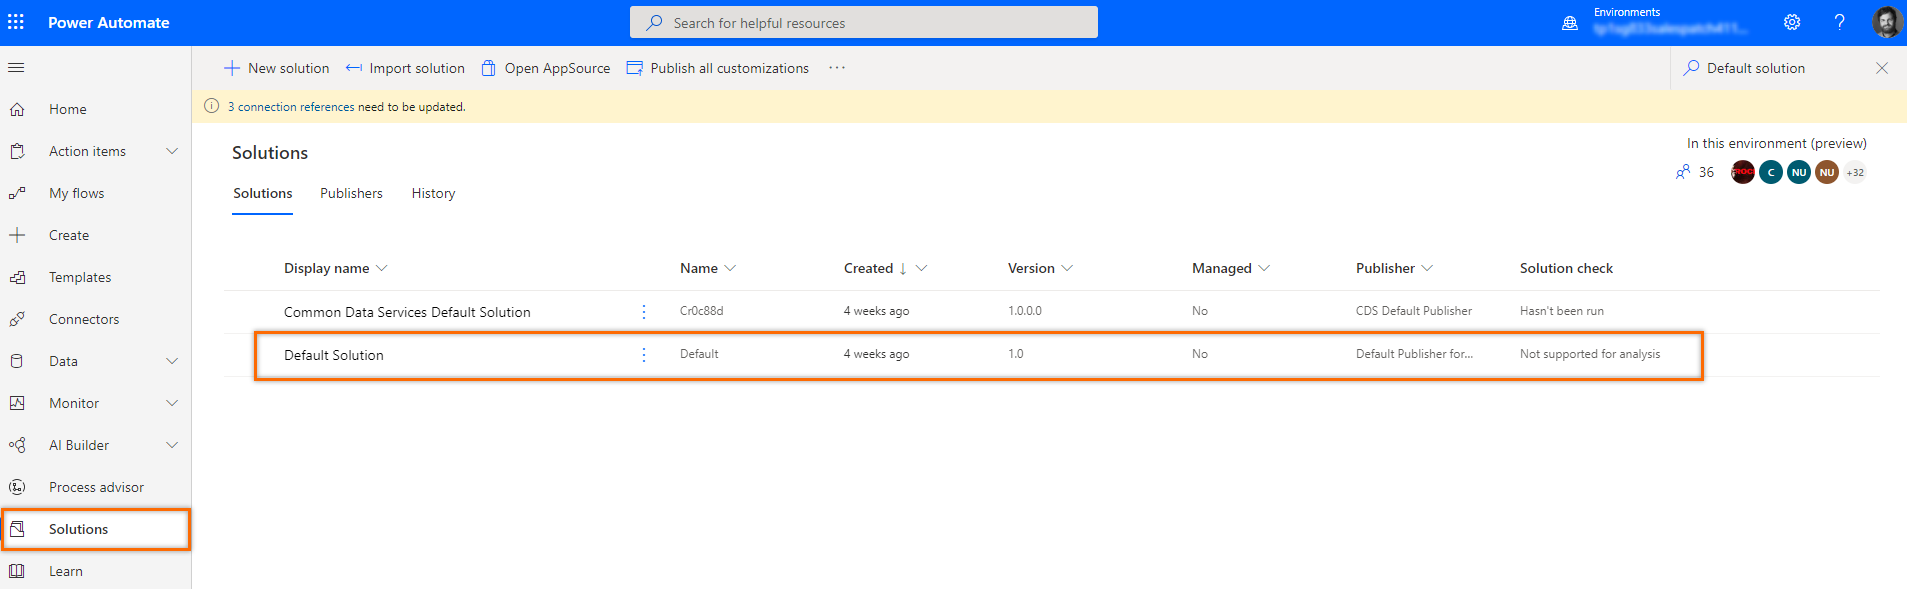 Power Automate
Search for helpful resources
Environments
New solution
Import solution
Open AppSource
Publish all customizations
Default solution
3 connection references need to be updated.
Home
Action items
My flows
Create
Templates
Connectors
Data
Monitor
AI Builder
Process advisor
Solutions
Learn
Solutions
In this environment (preview)
36
C
NU
NU
+32
Solutions
Publishers
History
Display name
Name
Created
Version
Managed
Publisher
Solution check
Common Data Services Default Solution
Cr0c88d
4 weeks ago
1.0.0.0
No
CDS Default Publisher
Hasn't been run
Default Solution
Default
4 weeks ago
1.0
No
Default Publisher for...
Not supported for analysis